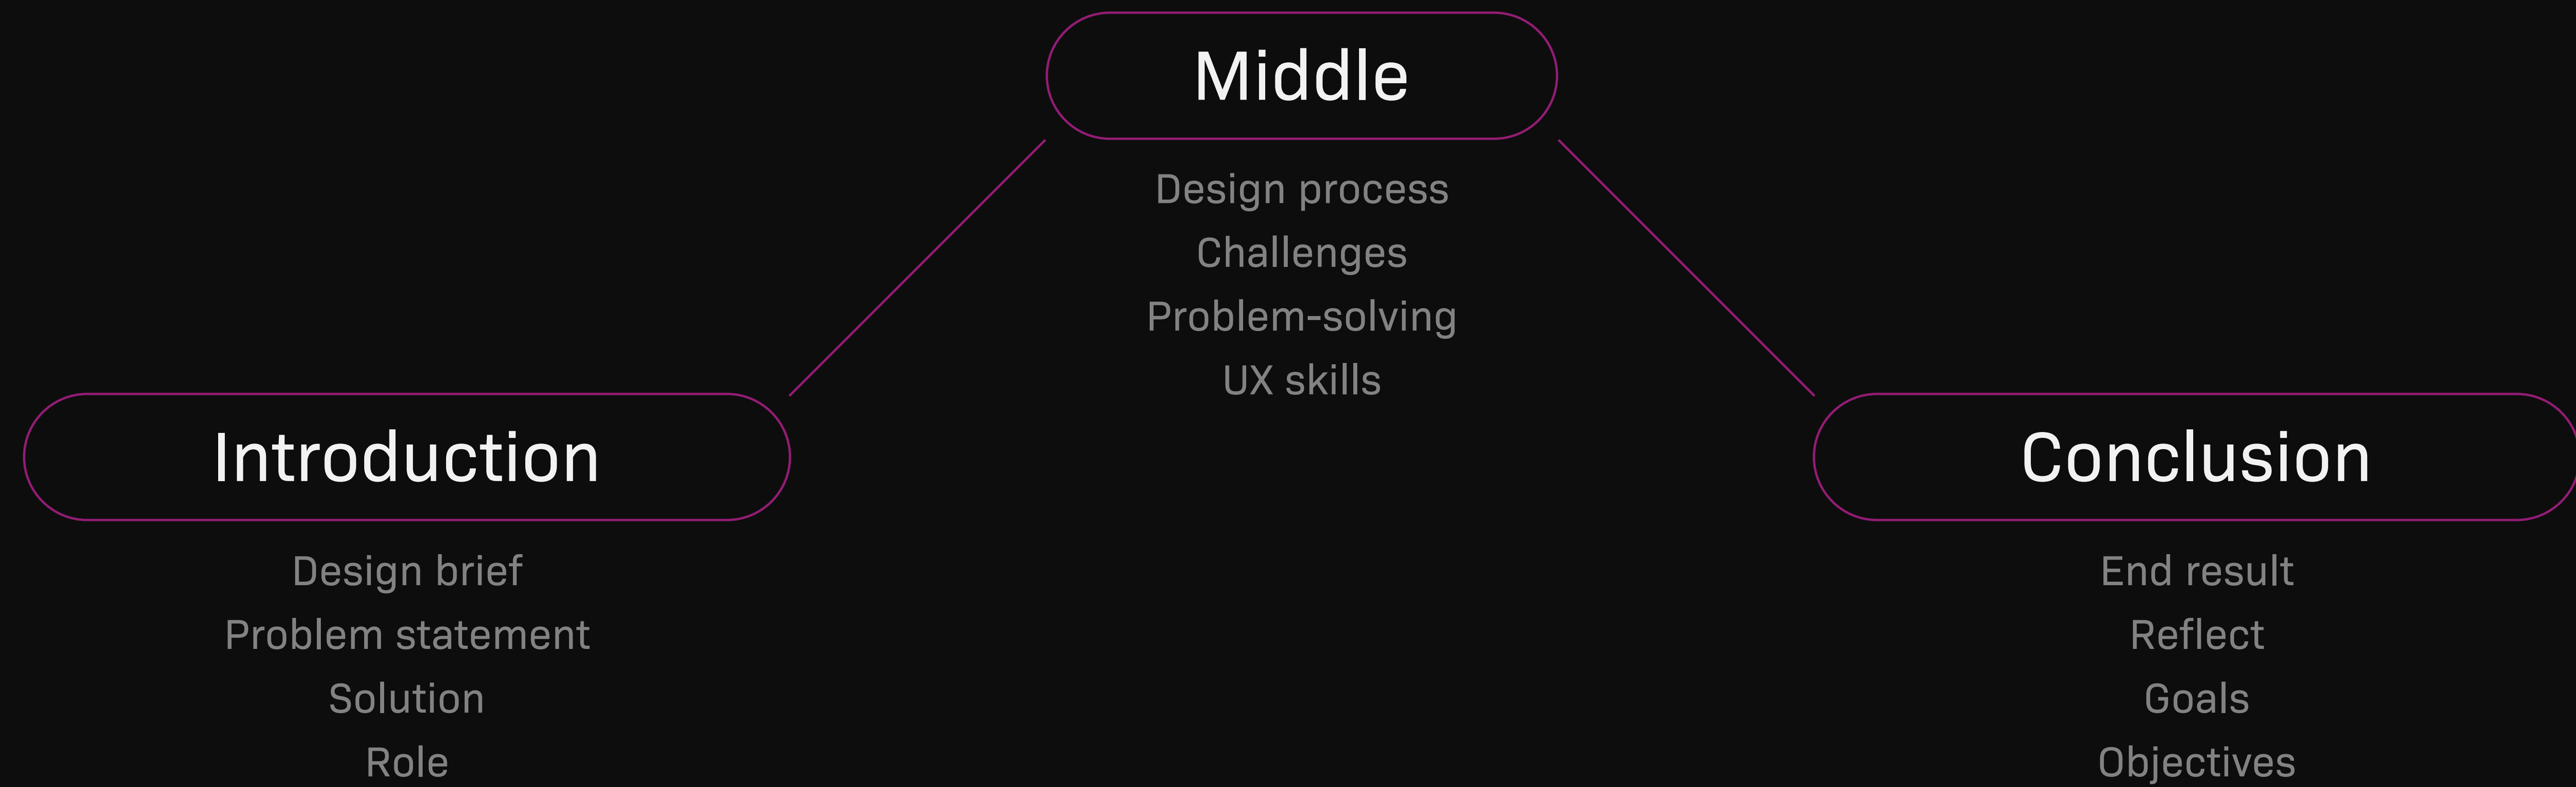 Middle
Design process
Challenges
Problem-solving
UX skills
Introduction
Design brief
Problem statement
Solution
Role
Conclusion
End result
Reflect
Goals
Objectives